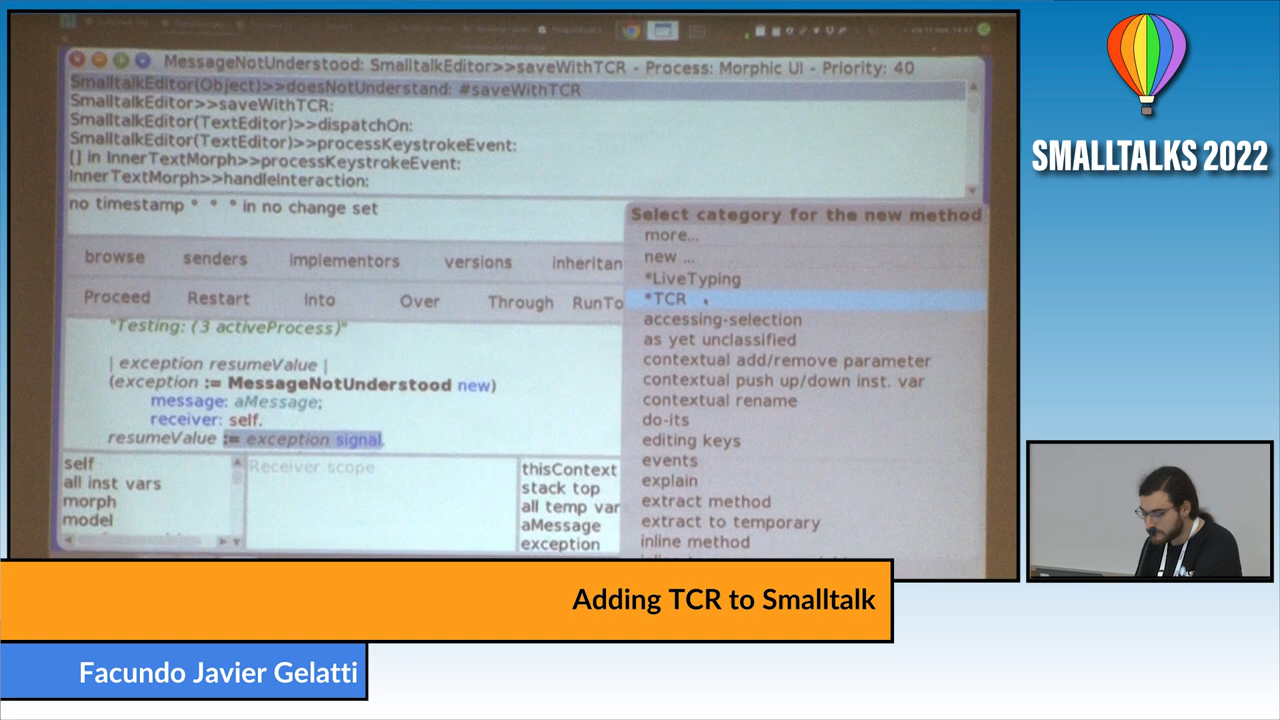 MessageNotUnderstood: SmalltalkEditor>>saveWithTCR - Process: Morphic UI - Priority: 40
SmalltalkEditor(Object)>>doesNotUnderstand: #saveWithTCR
SmalltalkEditor>>saveWithTCR:
SmalltalkEditor(TextEditor)>>dispatchOn:
SmalltalkEditor(TextEditor)>>processKeystrokeEvent:
[] in InnerTextMorph>>processKeystrokeEvent:
InnerTextMorph>>handleInteraction:
no timestamp * * * in no change set
browse senders implementors versions inheritan
Proceed Restart Into Over Through RunTo
"Testing: (3 activeProcess)"
| exception resumeValue |
(exception := MessageNotUnderstood new)
message: aMessage;
receiver: self.
resumeValue := exception signal.
self
all inst vars
morph
model
Receiver scope
thisContext
stack top
all temp var
aMessage
exception
Select category for the new method
more...
new ...
*LiveTyping
*TCR
accessing-selection
as yet unclassified
contextual add/remove parameter
contextual push up/down inst. var
contextual rename
do-its
editing keys
events
explain
extract method
extract to temporary
inline method
SMALLTALKS 2022
Adding TCR to Smalltalk
Facundo Javier Gelatti